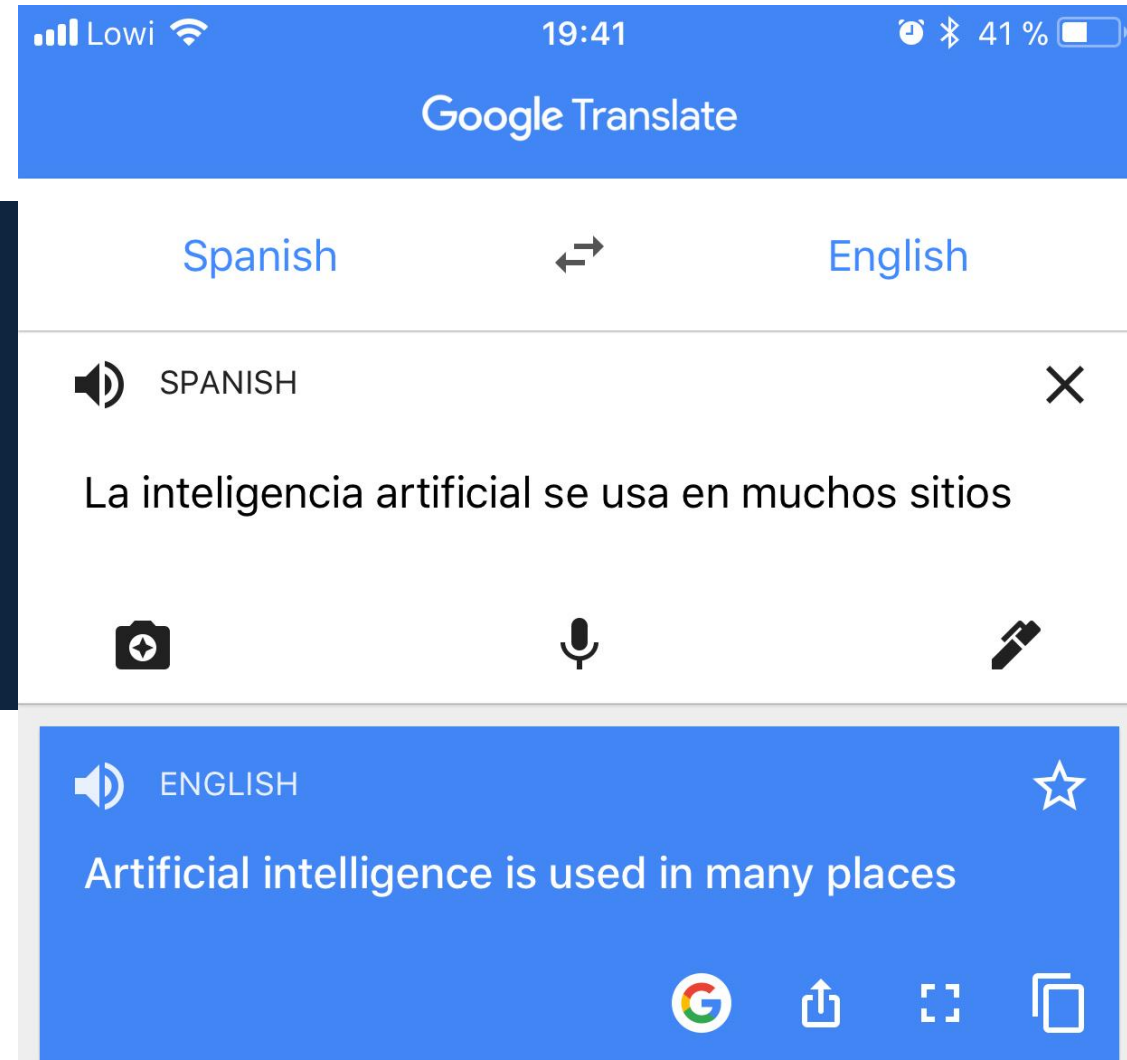 Lowi 19:41 41 %
Google Translate
Spanish English
SPANISH
La inteligencia artificial se usa en muchos sitios
ENGLISH
Artificial intelligence is used in many places
G